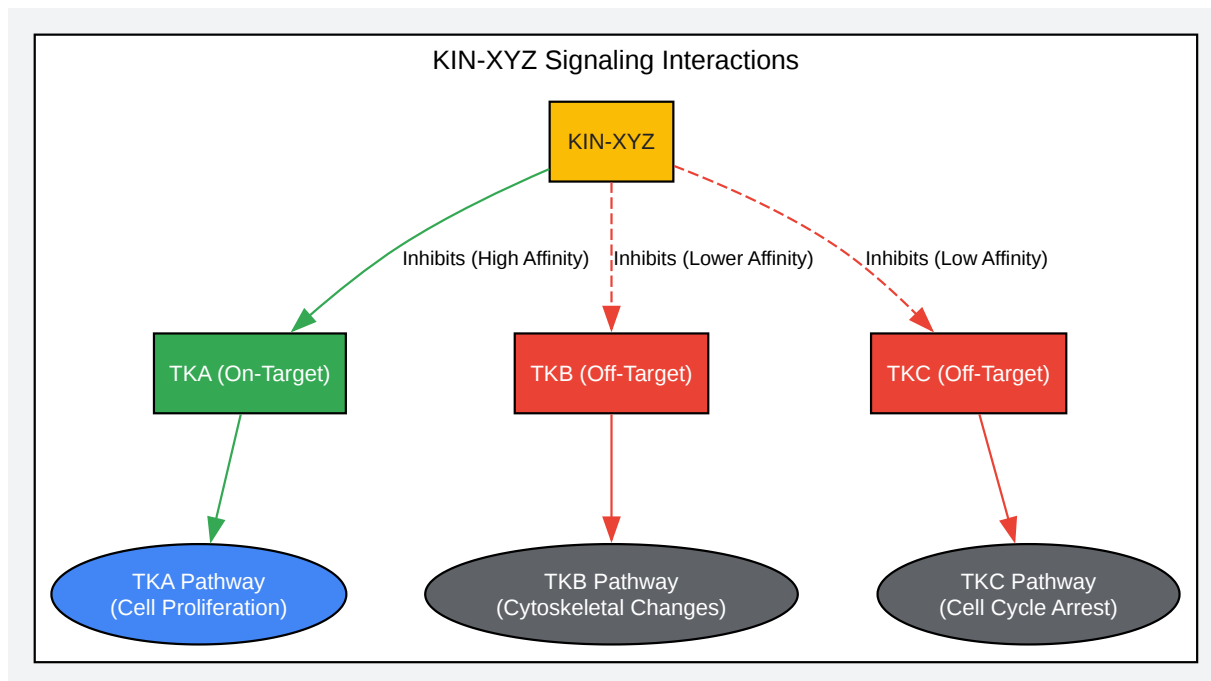 KIN-XYZ Signaling Interactions
KIN-XYZ
Inhibits (High Affinity)
Inhibits (Lower Affinity)
Inhibits (Low Affinity)
TKA (On-Target)
TKB (Off-Target)
TKC (Off-Target)
TKA Pathway
(Cell Proliferation)
TKB Pathway
(Cytoskeletal Changes)
TKC Pathway
(Cell Cycle Arrest)